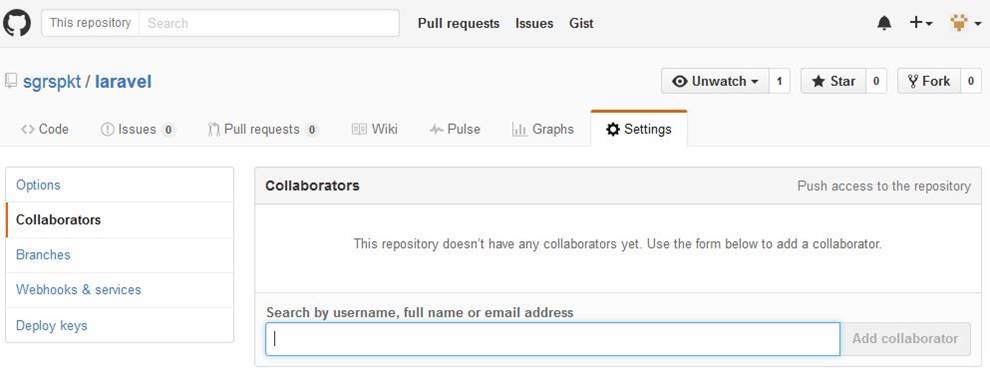 This repository Search Pull requests Issues Gist
sgrspkt / laravel Unwatch 1 Star 0 Fork 0
Code Issues 0 Pull requests 0 Wiki Pulse Graphs Settings
Options
Collaborators
Branches
Webhooks & services
Deploy keys
Collaborators Push access to the repository
This repository doesn't have any collaborators yet. Use the form below to add a collaborator.
Search by username, full name or email address
Add collaborator